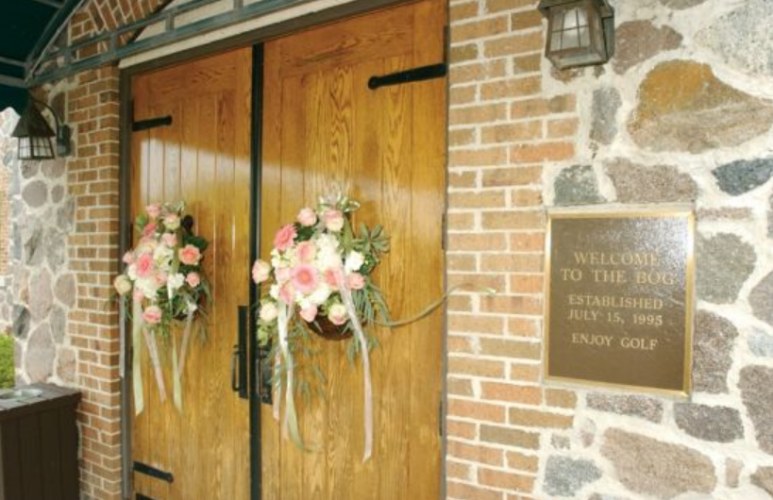 WELCOME
TO THE BOG
ESTABLISHED
JULY 15, 1995
ENJOY GOLF